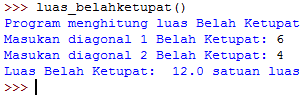 >>> luas_belahketupat()
Program menghitung luas Belah Ketupat
Masukan diagonal 1 Belah Ketupat: 6
Masukan diagonal 2 Belah Ketupat: 4
Luas Belah Ketupat:  12.0 satuan luas
>>>